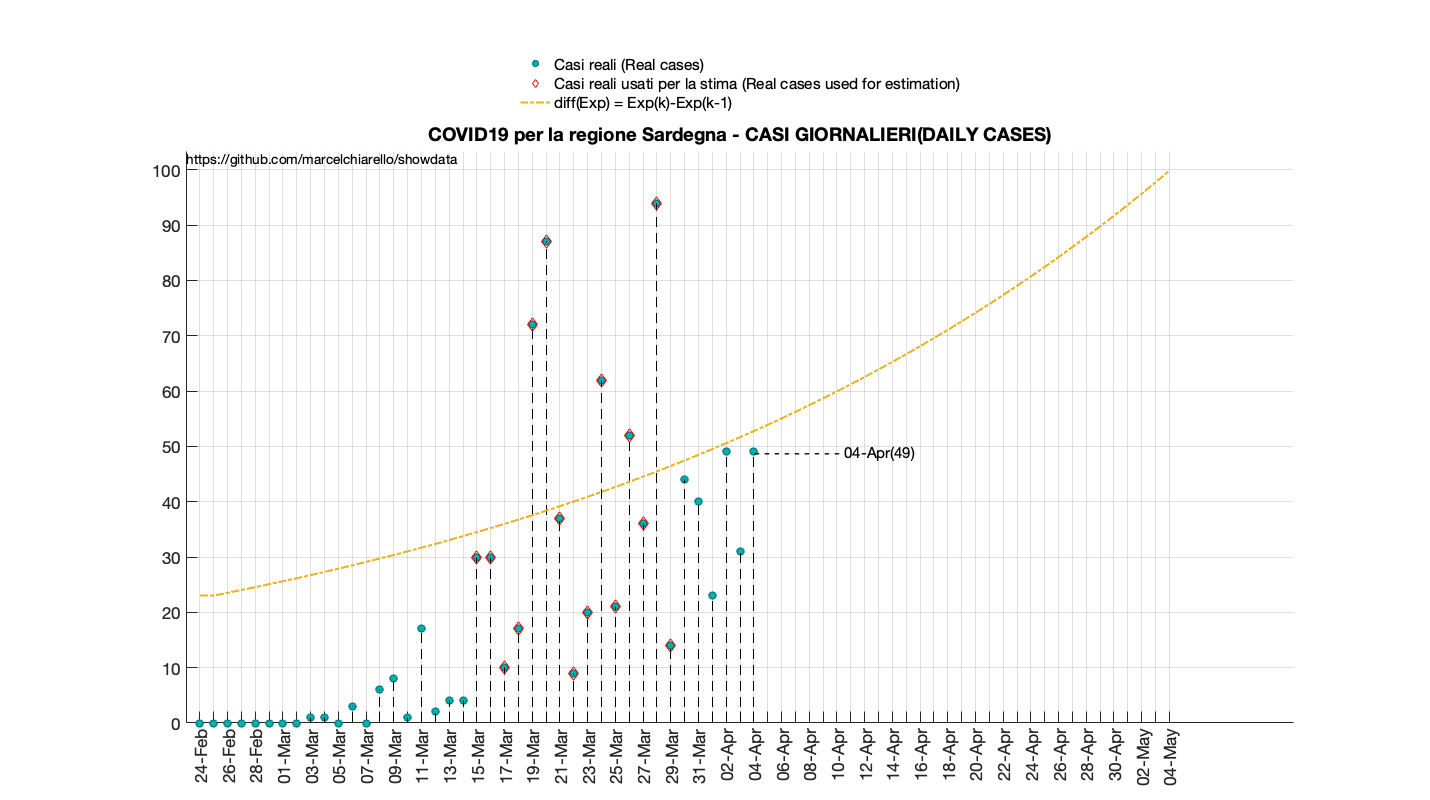 Casi reali (Real cases)
Casi reali usati per la stima (Real cases used for estimation)
diff(Exp) = Exp(k)-Exp(k-1)
COVID19 per la regione Sardegna - CASI GIORNALIERI(DAILY CASES)
https://github.com/marcelchiarello/showdata
100
90
80
70
60
50
40
30
20
10
0
04-Apr(49)
24-Feb
26-Feb
28-Feb
01-Mar
03-Mar
05-Mar
07-Mar
09-Mar
11-Mar
13-Mar
15-Mar
17-Mar
19-Mar
21-Mar
23-Mar
25-Mar
27-Mar
29-Mar
31-Mar
02-Apr
04-Apr
06-Apr
08-Apr
10-Apr
12-Apr
14-Apr
16-Apr
18-Apr
20-Apr
22-Apr
24-Apr
26-Apr
28-Apr
30-Apr
02-May
04-May